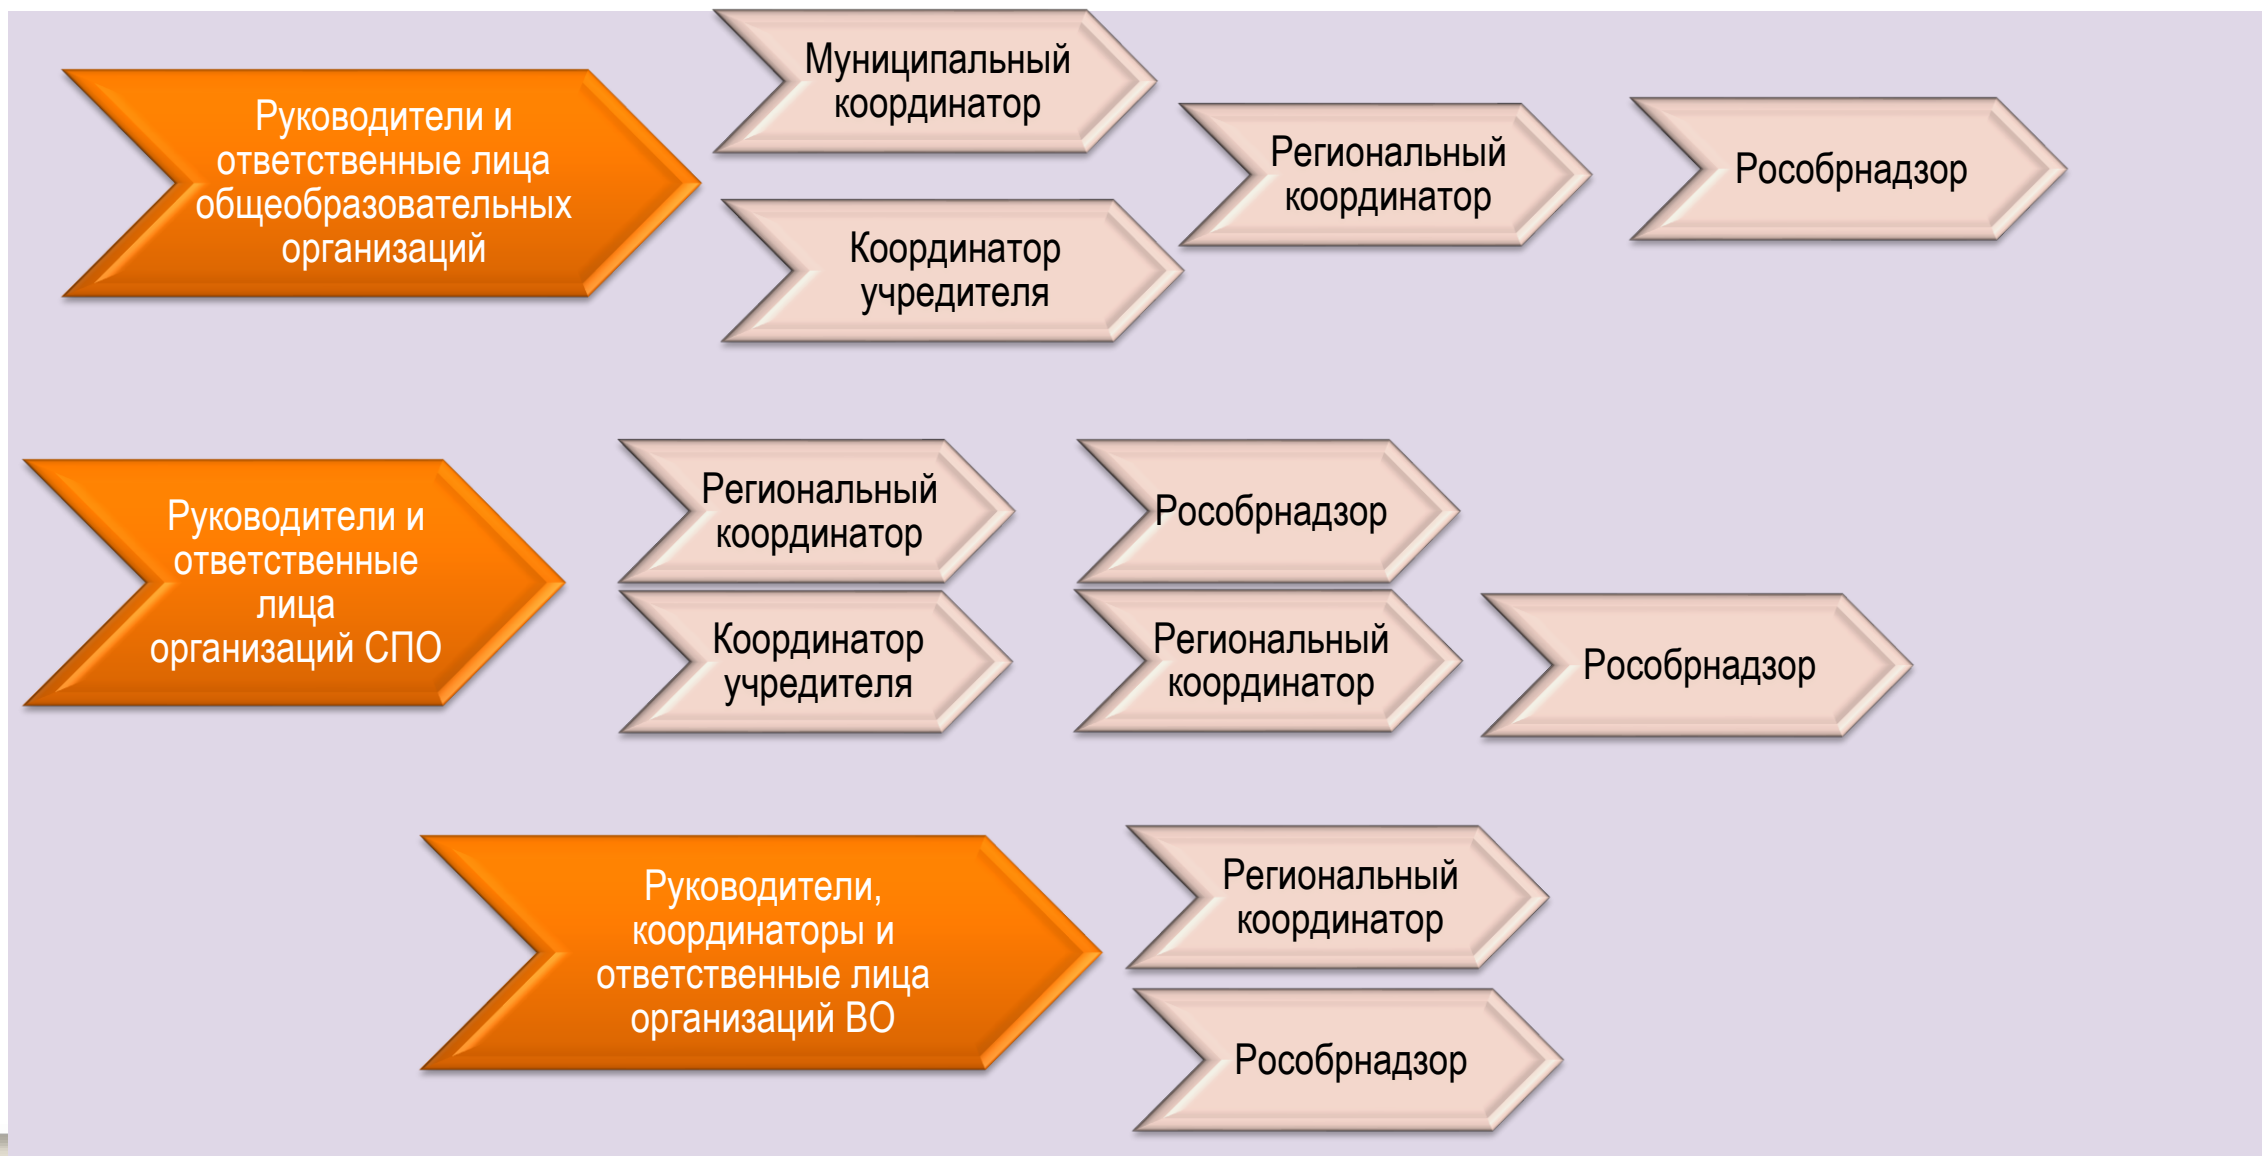 Руководители и
ответственные лица
общеобразовательных
организаций
Муниципальный
координатор
Координатор
учредителя
Региональный
координатор
Рособрнадзор
Руководители и
ответственные
лица
организаций СПО
Региональный
координатор
Рособрнадзор
Координатор
учредителя
Региональный
координатор
Рособрнадзор
Руководители,
координаторы и
ответственные лица
организаций ВО
Региональный
координатор
Рособрнадзор